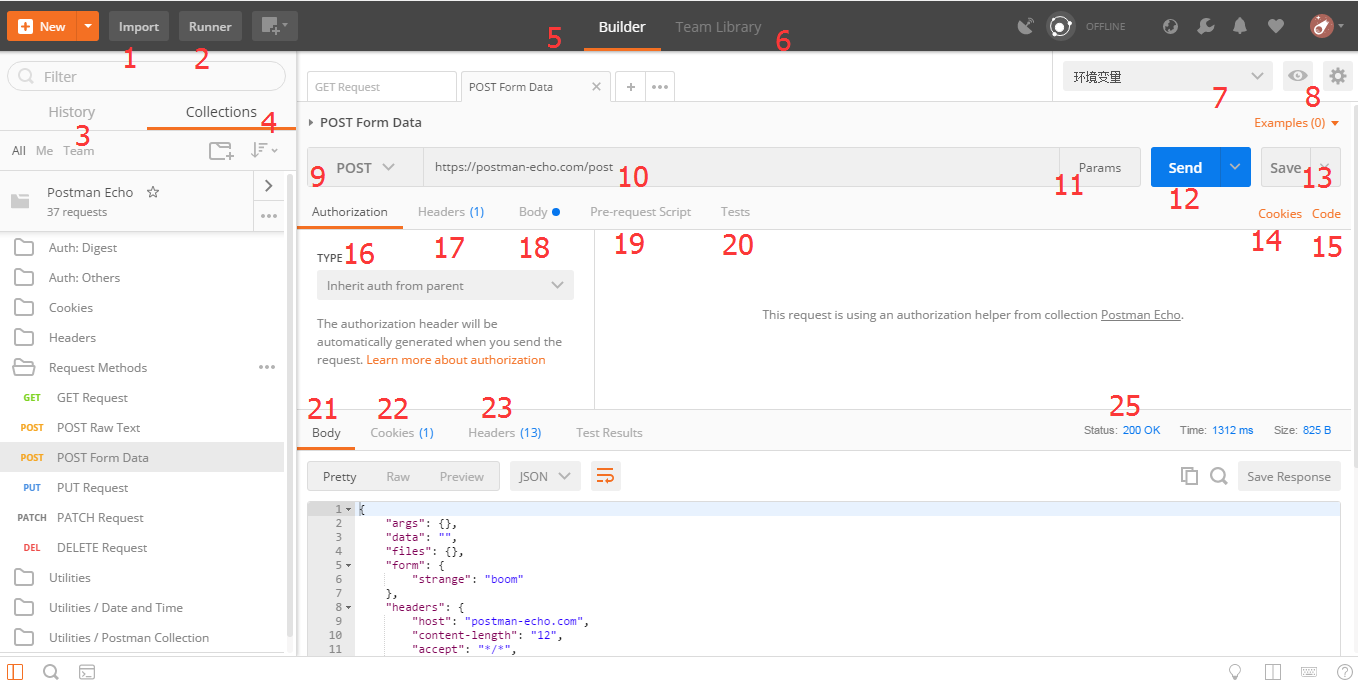 New Import Runner Builder Team Library OFFLINE
1 2 5 6
Filter
History Collections
3 4
All Me Team
Postman Echo
37 requests
Auth: Digest
Auth: Others
Cookies
Headers
Request Methods
GET GET Request
POST POST Raw Text
POST POST Form Data
PUT PUT Request
PATCH PATCH Request
DEL DELETE Request
Utilities
Utilities / Date and Time
Utilities / Postman Collection
GET Request POST Form Data 环境变量
7 8
POST Form Data Examples (0)
POST https://postman-echo.com/post Params Send Save
9 10 11 12 13
Authorization Headers (1) Body Pre-request Script Tests Cookies Code
16 17 18 19 20 14 15
TYPE
Inherit auth from parent
The authorization header will be
automatically generated when you send the
request. Learn more about authorization
This request is using an authorization helper from collection Postman Echo.
21 22 23 25
Body Cookies (1) Headers (13) Test Results Status: 200 OK Time: 1312 ms Size: 825 B
Pretty Raw Preview JSON Save Response
1 {
2 "args": {},
3 "data": "",
4 "files": {},
5 "form": {
6 "strange": "boom"
7 },
8 "headers": {
9 "host": "postman-echo.com",
10 "content-length": "12",
11 "accept": "*/*",